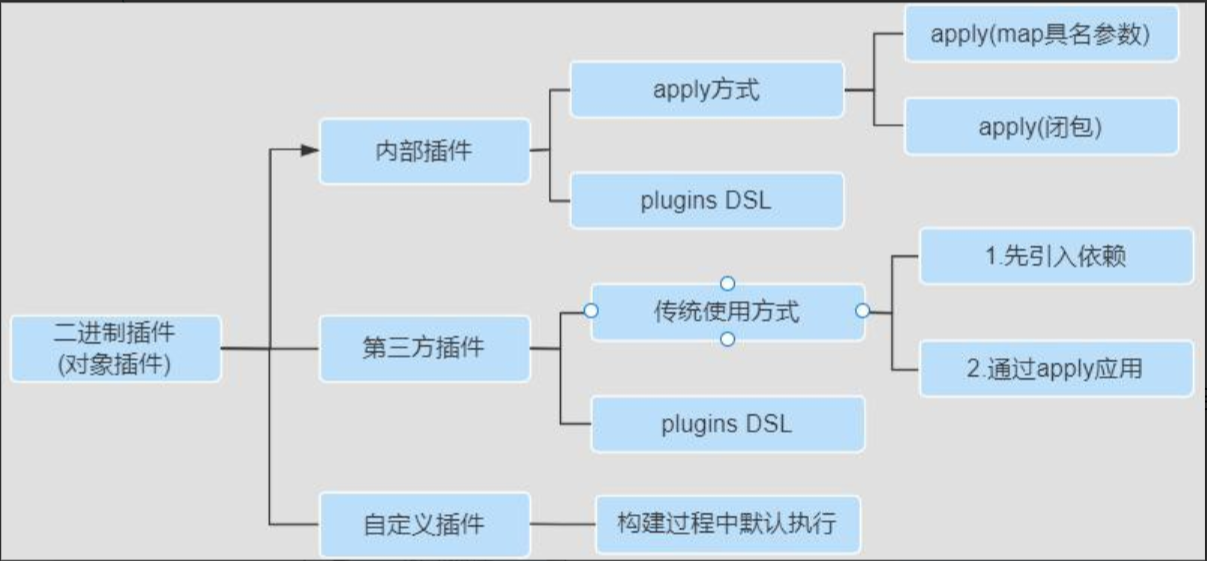 apply(map具名参数)
apply方式
apply(闭包)
内部插件
plugins DSL
1.先引入依赖
传统使用方式
二进制插件
(对象插件)
第三方插件
2.通过apply应用
plugins DSL
自定义插件
构建过程中默认执行